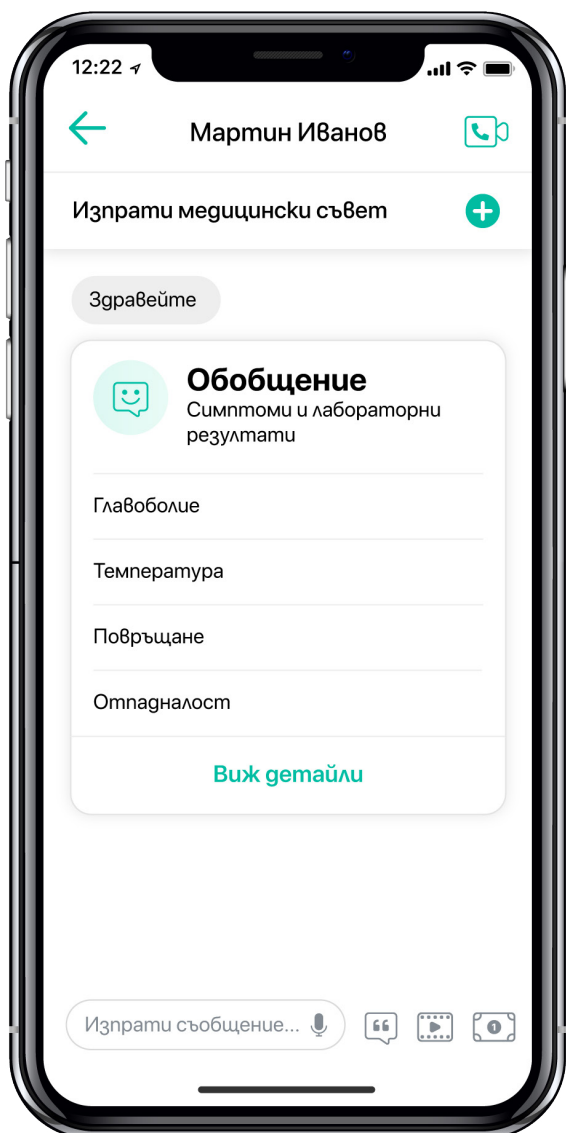 12:22
Мартин Иванов
Изпрати медицински съвет
Здравейте
Обобщение
Симптоми и лабораторни
резултати
Главоболие
Температура
Повръщане
Отпадналост
Виж детайли
Изпрати съобщение...
1